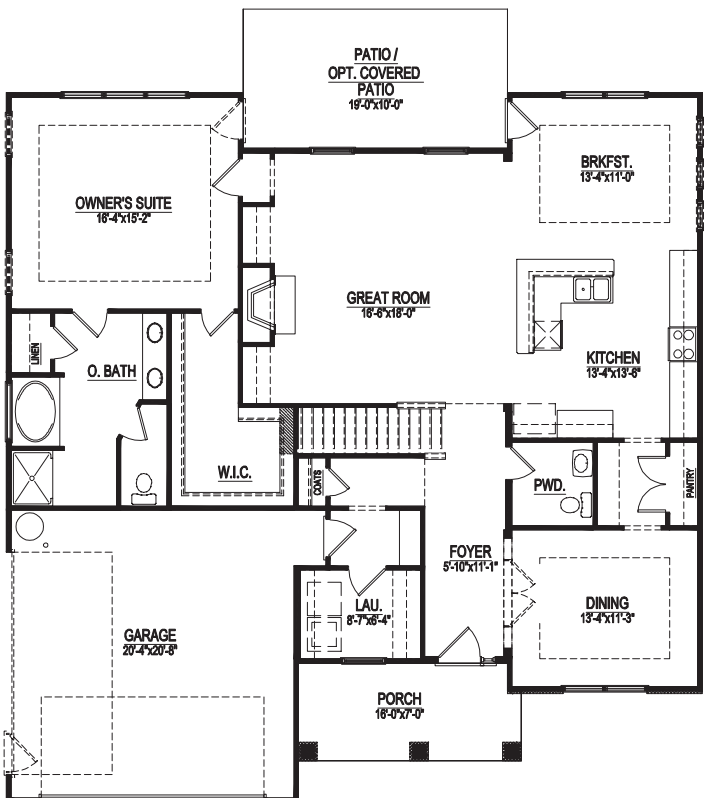 PATIO /
OPT. COVERED
PATIO
19'-0"x10'-0"
BRKFST.
13'-4"x11'-0"
OWNER'S SUITE
16'-4"x15'-2"
GREAT ROOM
16'-6"x18'-0"
KITCHEN
13'-4"x13'-6"
LINEN
O. BATH
W.I.C.
COATS
PWD.
PANTRY
FOYER
5'-10"x11'-1"
DINING
13'-4"x11'-3"
LAU.
8'-7"x6'-4"
GARAGE
20'-4"x20'-8"
PORCH
16'-0"x7'-0"